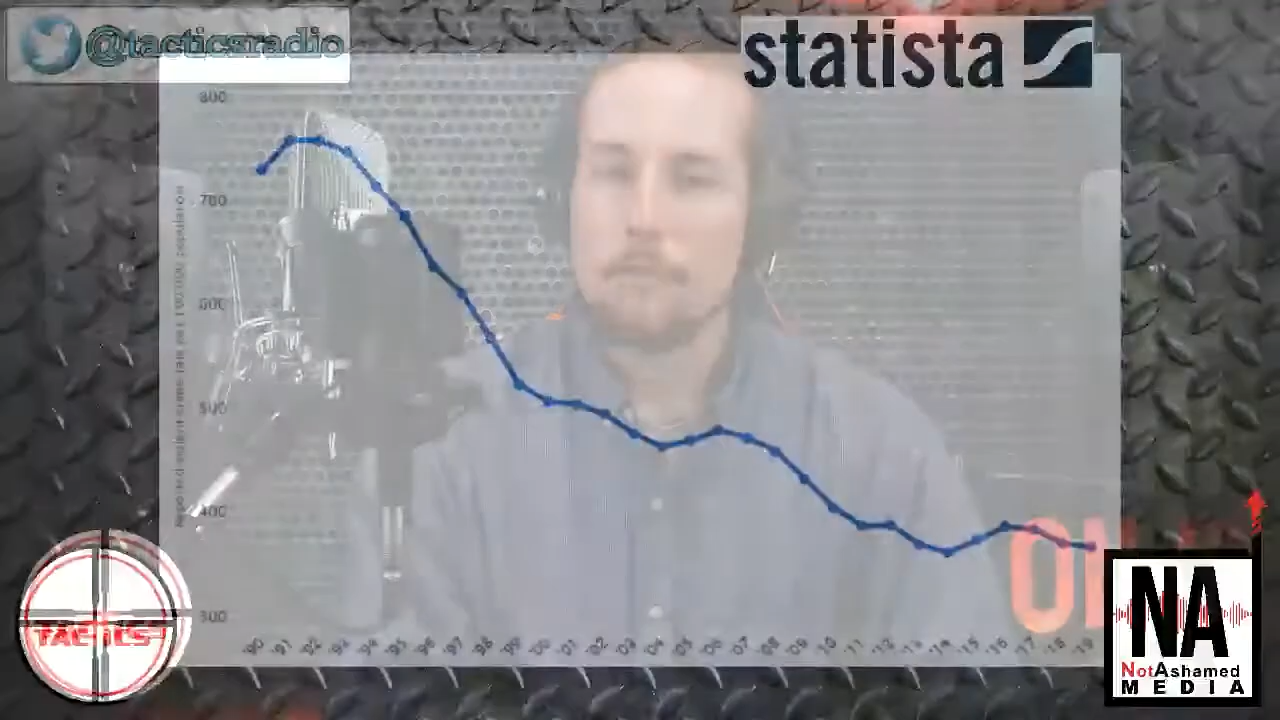 @tacticsradio
statista
800
700
600
500
400
300
'90 '91 '92 '93 '94 '95 '96 '97 '98 '99 '00 '01 '02 '03 '04 '05 '06 '07 '08 '09 '10 '11 '12 '13 '14 '15 '16 '17 '18 '19
TACTICS
NA
NotAshamed
MEDIA